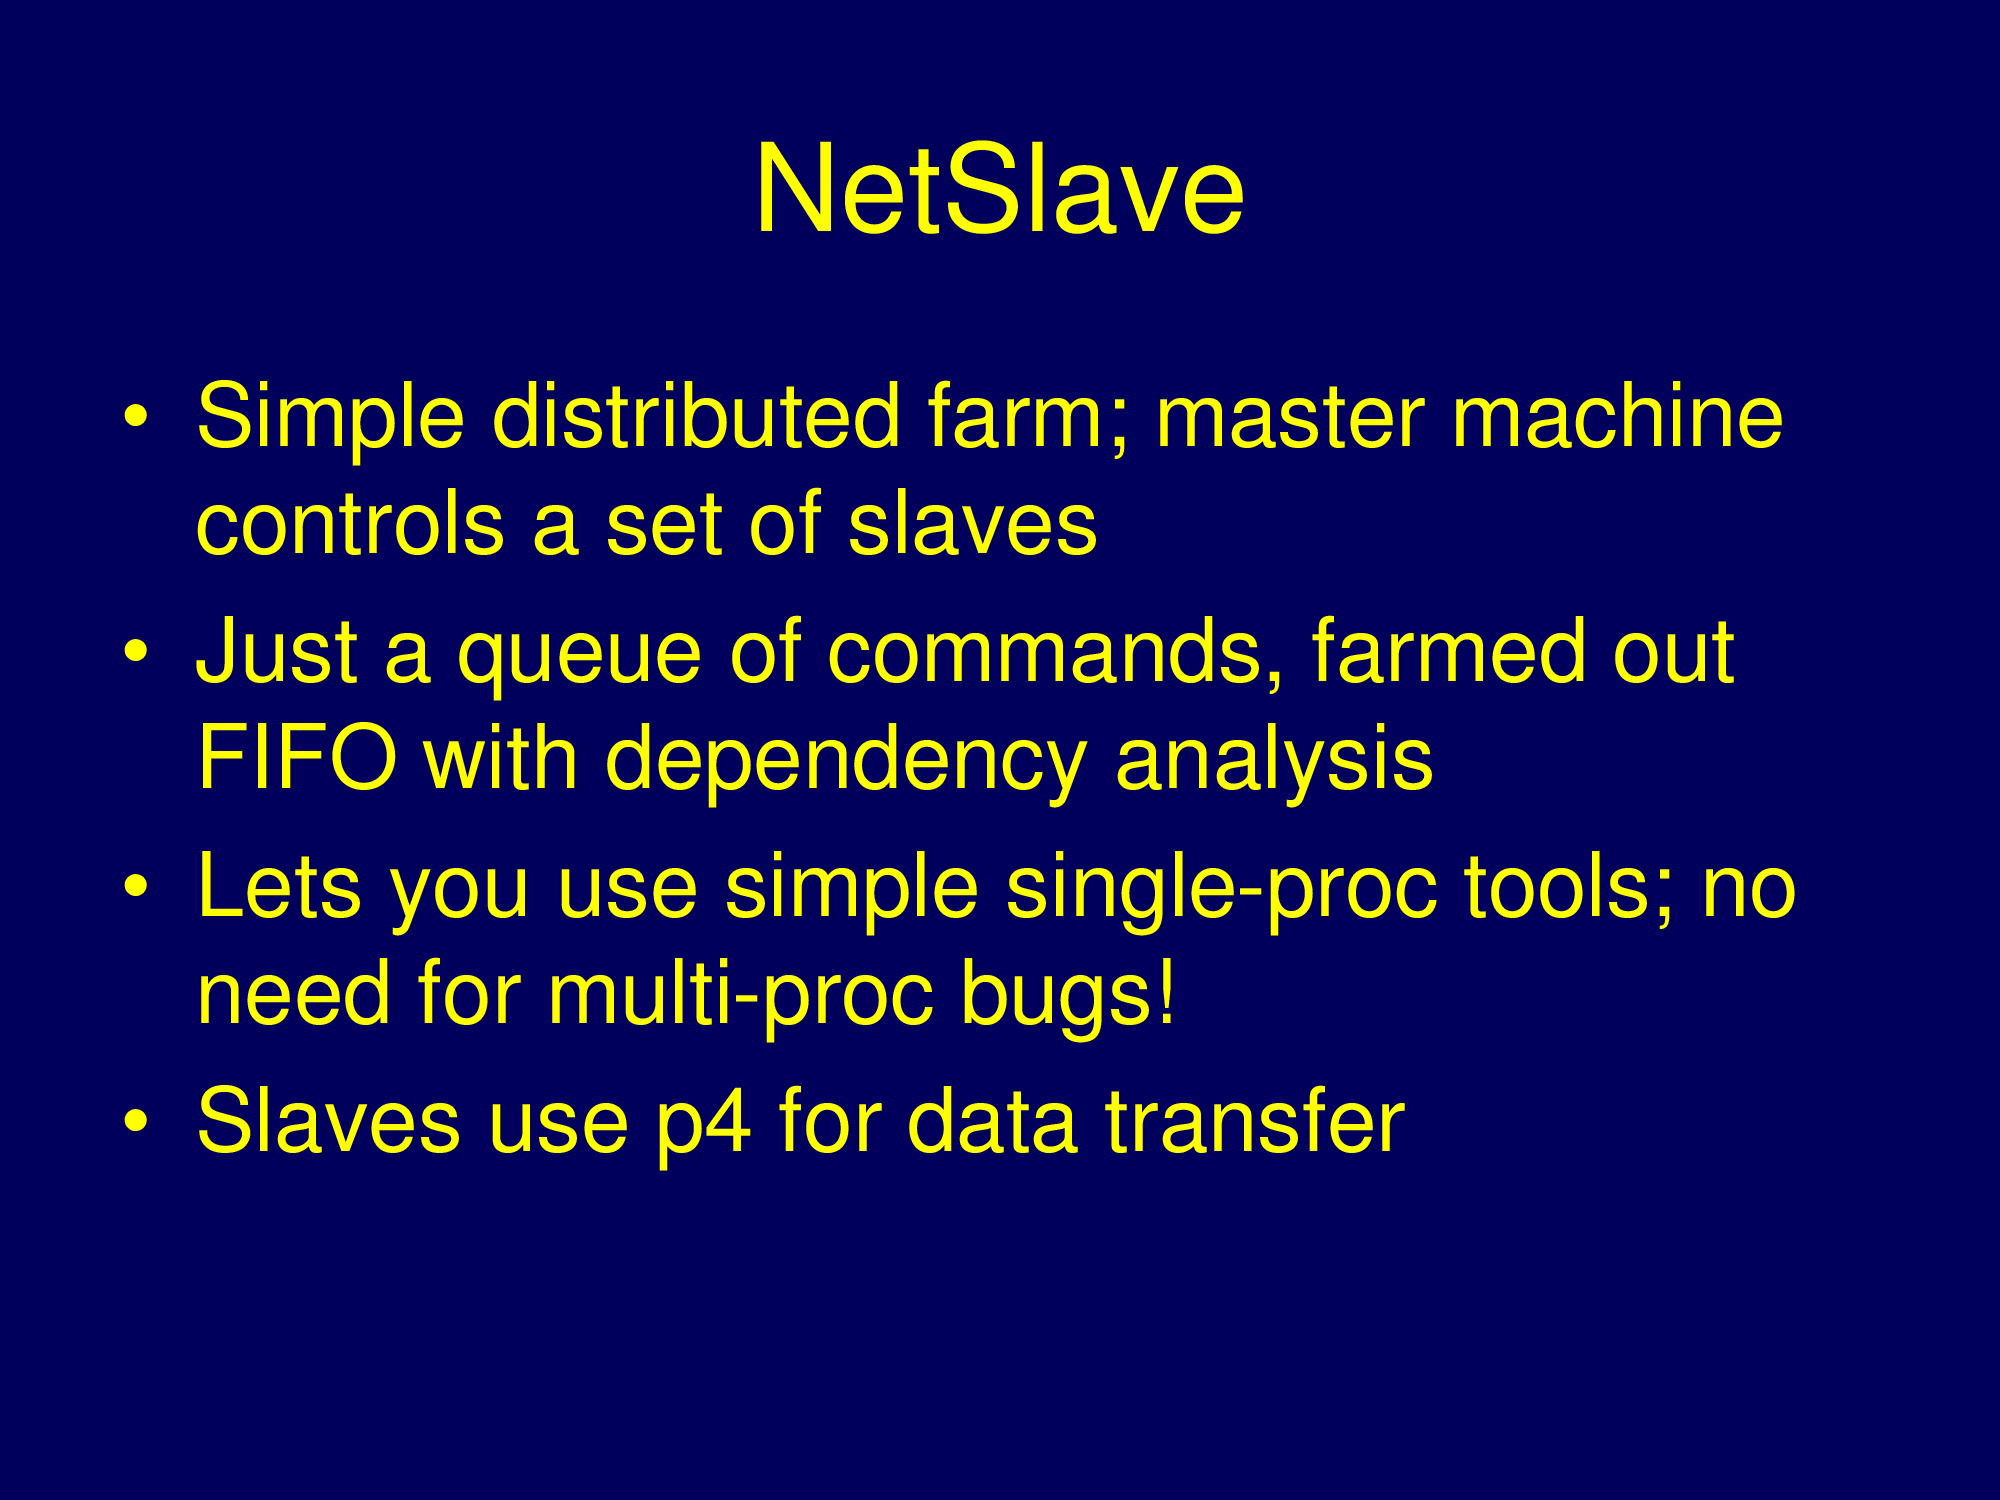 NetSlave
• Simple distributed farm; master machine
controls a set of slaves
• Just a queue of commands, farmed out
FIFO with dependency analysis
• Lets you use simple single-proc tools; no
need for multi-proc bugs!
• Slaves use p4 for data transfer